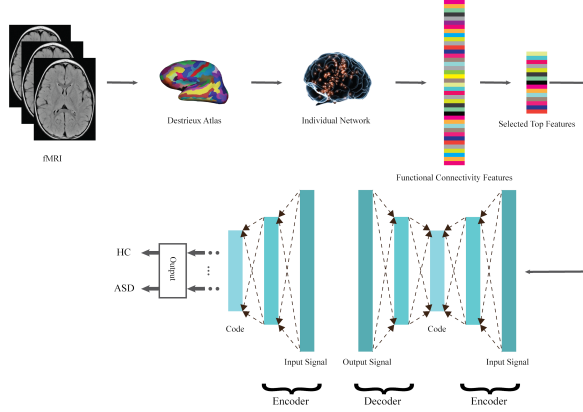 fMRI
Destrieux Atlas
Individual Network
Functional Connectivity Features
Selected Top Features
HC
ASD
Output
Code
Input Signal
Output Signal
Code
Input Signal
Encoder
Decoder
Encoder